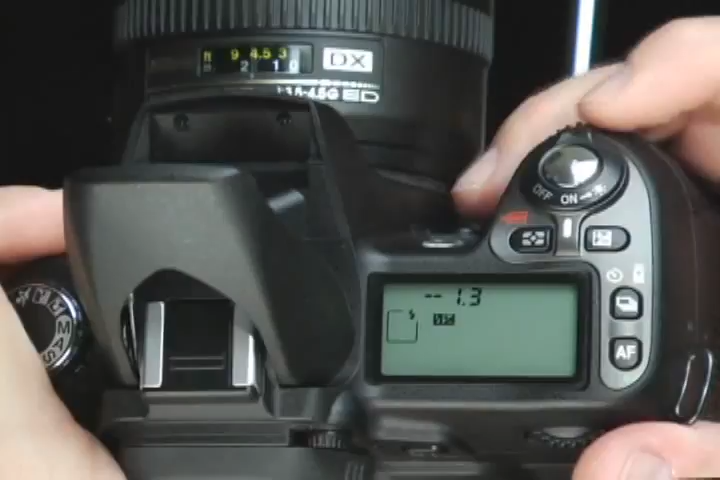 ft 9 4.5 3
m 2 1 0
DX
1:3.5-4.5G ED
OFF ON
-- 1.3
AF
M
A
S